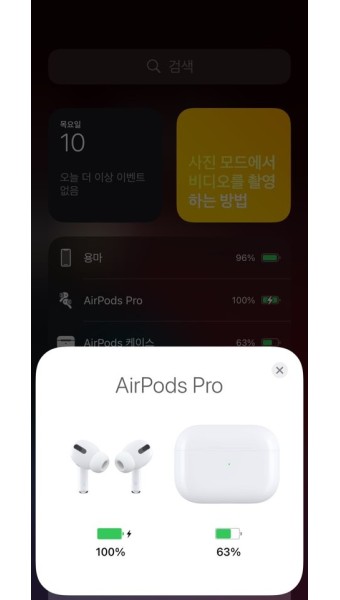 검색
목요일
10
오늘 더 이상 이벤트
없음
사진 모드에서
비디오를 촬영
하는 방법
용마 96%
AirPods Pro 100%
AirPods 케이스 63%
AirPods Pro
100% 63%